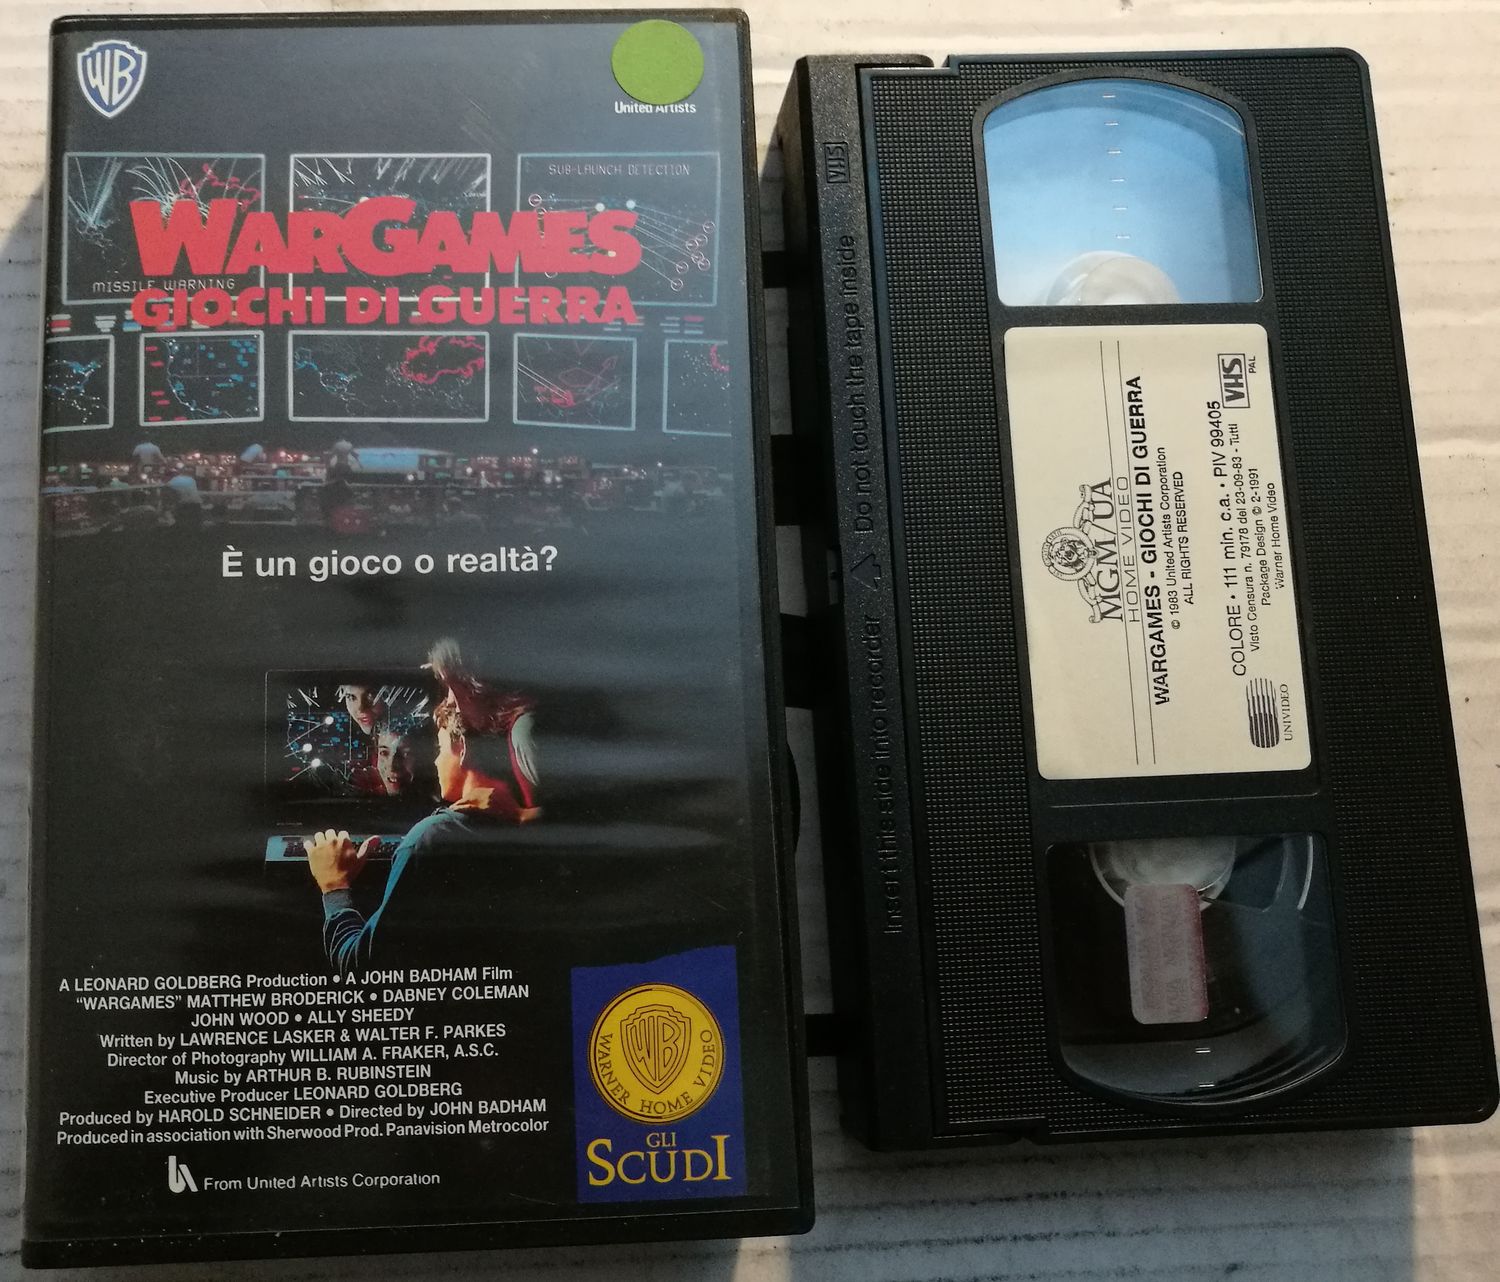 WB
United Artists
SUB-LAUNCH DETECTION
WARGAMES
MISSILE WARNING
GIOCHI DI GUERRA
È un gioco o realtà?
A LEONARD GOLDBERG Production • A JOHN BADHAM Film
"WARGAMES" MATTHEW BRODERICK • DABNEY COLEMAN
JOHN WOOD • ALLY SHEEDY
Written by LAWRENCE LASKER & WALTER F. PARKES
Director of Photography WILLIAM A. FRAKER, A.S.C.
Music by ARTHUR B. RUBINSTEIN
Executive Producer LEONARD GOLDBERG
Produced by HAROLD SCHNEIDER • Directed by JOHN BADHAM
Produced in association with Sherwood Prod. Panavision Metrocolor
From United Artists Corporation
WB
WARNER HOME VIDEO
GLI
SCUDI
VHS
Insert this side into recorder Do not touch the tape inside
MGM/UA
HOME VIDEO
WARGAMES - GIOCHI DI GUERRA
© 1983 United Artists Corporation
ALL RIGHTS RESERVED
COLORE • 111 min. c.a. • PIV 99405
Visto Censura n. 79178 del 23-09-83 - Tutti
Package Design © 2-1991
Warner Home Video
VHS
PAL
UNIVIDEO